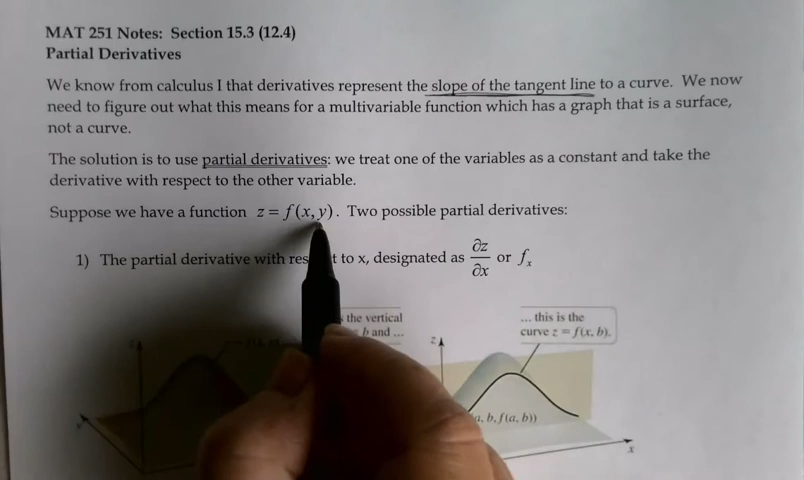 MAT 251 Notes: Section 15.3 (12.4)
Partial Derivatives
We know from calculus I that derivatives represent the slope of the tangent line to a curve. We now
need to figure out what this means for a multivariable function which has a graph that is a surface,
not a curve.
The solution is to use partial derivatives: we treat one of the variables as a constant and take the
derivative with respect to the other variable.
Suppose we have a function z = f(x, y). Two possible partial derivatives:
1) The partial derivative with res t to x, designated as ∂z/∂x or fₓ
the vertical
b and ...
... this is the
curve z = f(x, b).
z
z
a, b, f(a, b))
x